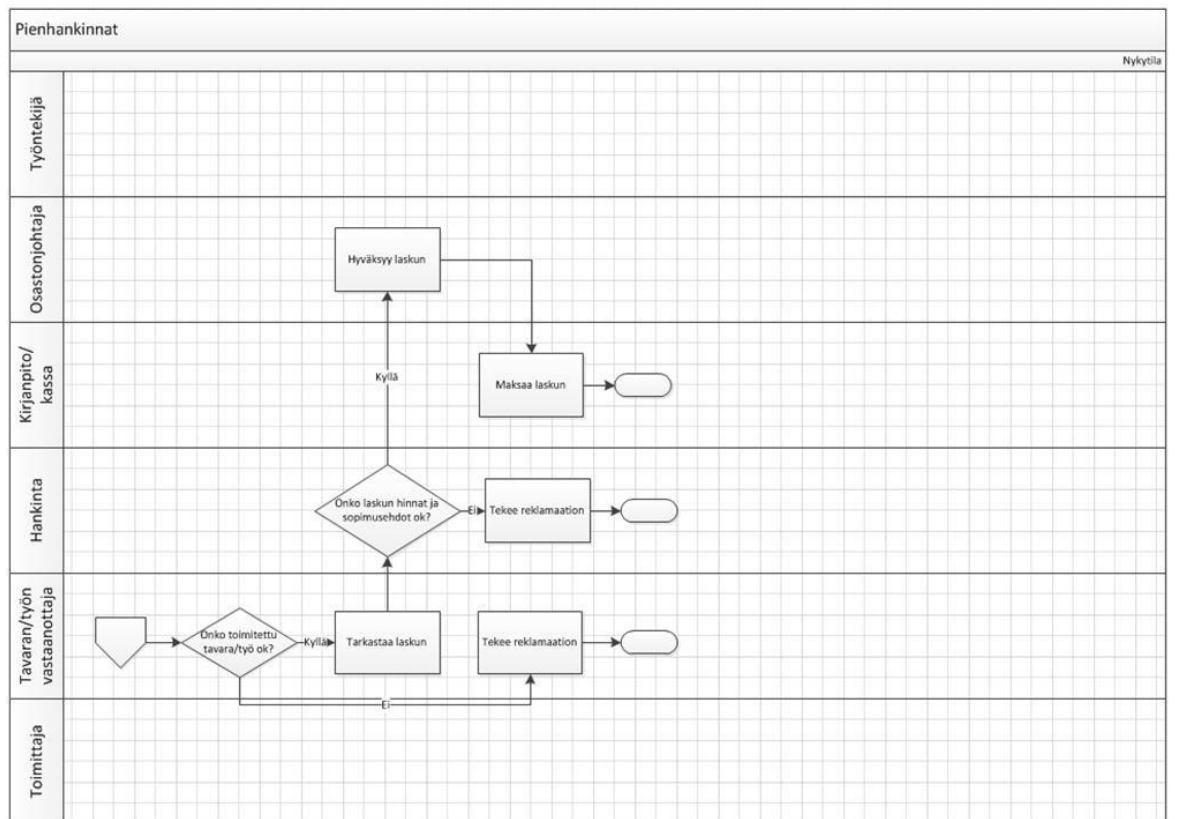 Pienhankinnat
Nykytila
Työntekijä
Osastonjohtaja
Hyväksyy laskun
Kirjanpito/
kassa
Kyllä
Maksaa laskun
Hankinta
Onko laskun hinnat ja
sopimusehdot ok?
Ei
Tekee reklamaation
Tavaran/työn
vastaanottaja
Onko toimitettu
tavara/työ ok?
Kyllä
Tarkastaa laskun
Tekee reklamaation
Ei
Toimittaja